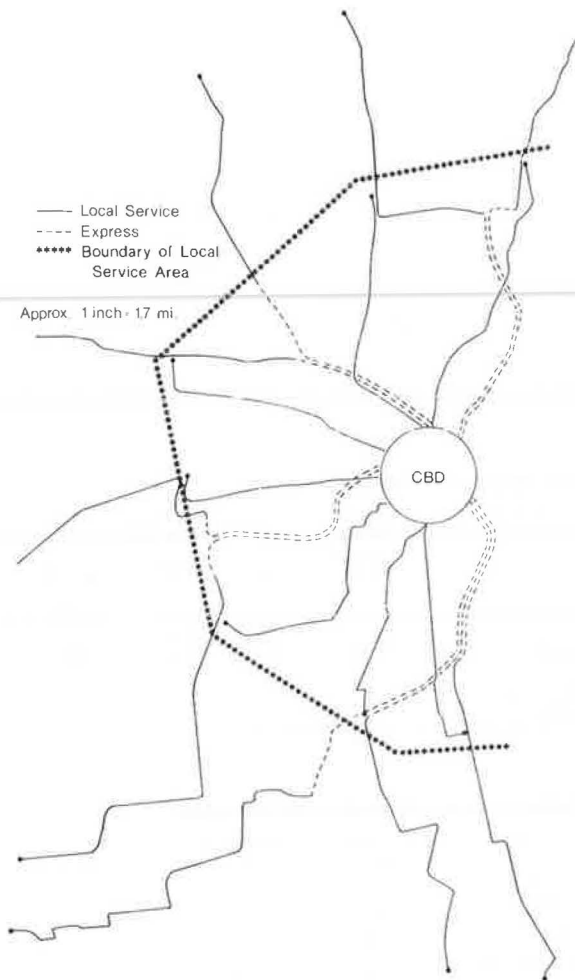 Local Service
Express
Boundary of Local
Service Area
Approx. 1 inch = 1.7 mi.
CBD